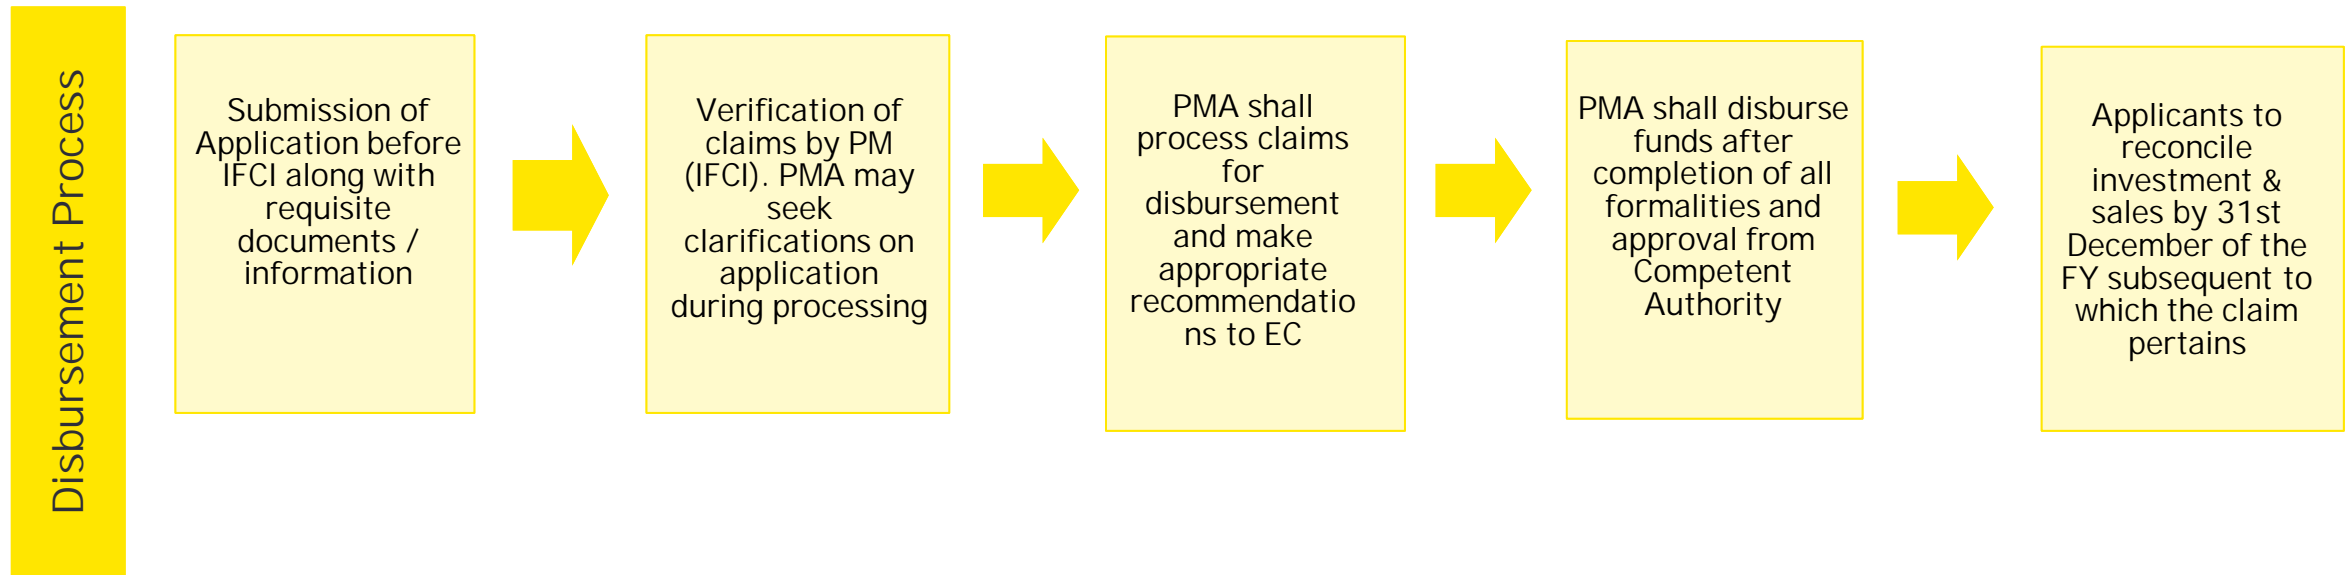 Disbursement Process
Submission of
Application before
IFCI along with
requisite
documents /
information
Verification of
claims by PM
(IFCI). PMA may
seek
clarifications on
application
during processing
PMA shall
process claims
for
disbursement
and make
appropriate
recommendatio
ns to EC
PMA shall disburse
funds after
completion of all
formalities and
approval from
Competent
Authority
Applicants to
reconcile
investment &
sales by 31st
December of the
FY subsequent to
which the claim
pertains